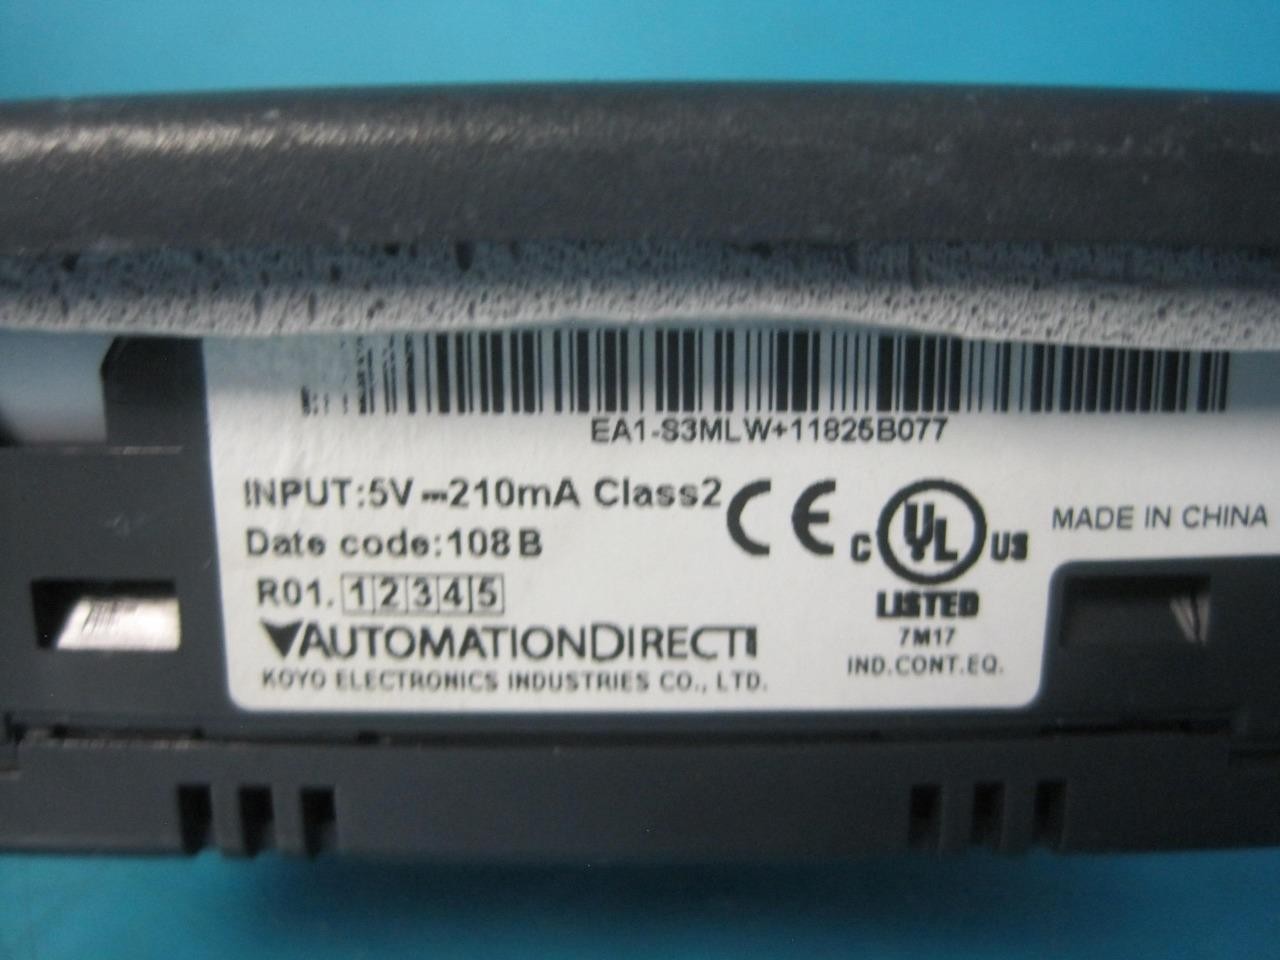 EA1-S3MLW+11825B077
INPUT:5V⎓210mA Class2
Date code:108B
R01. 1 2 3 4 5
AUTOMATIONDIRECT
KOYO ELECTRONICS INDUSTRIES CO., LTD.
CE
C UL US
LISTED
7M17
IND.CONT.EQ.
MADE IN CHINA